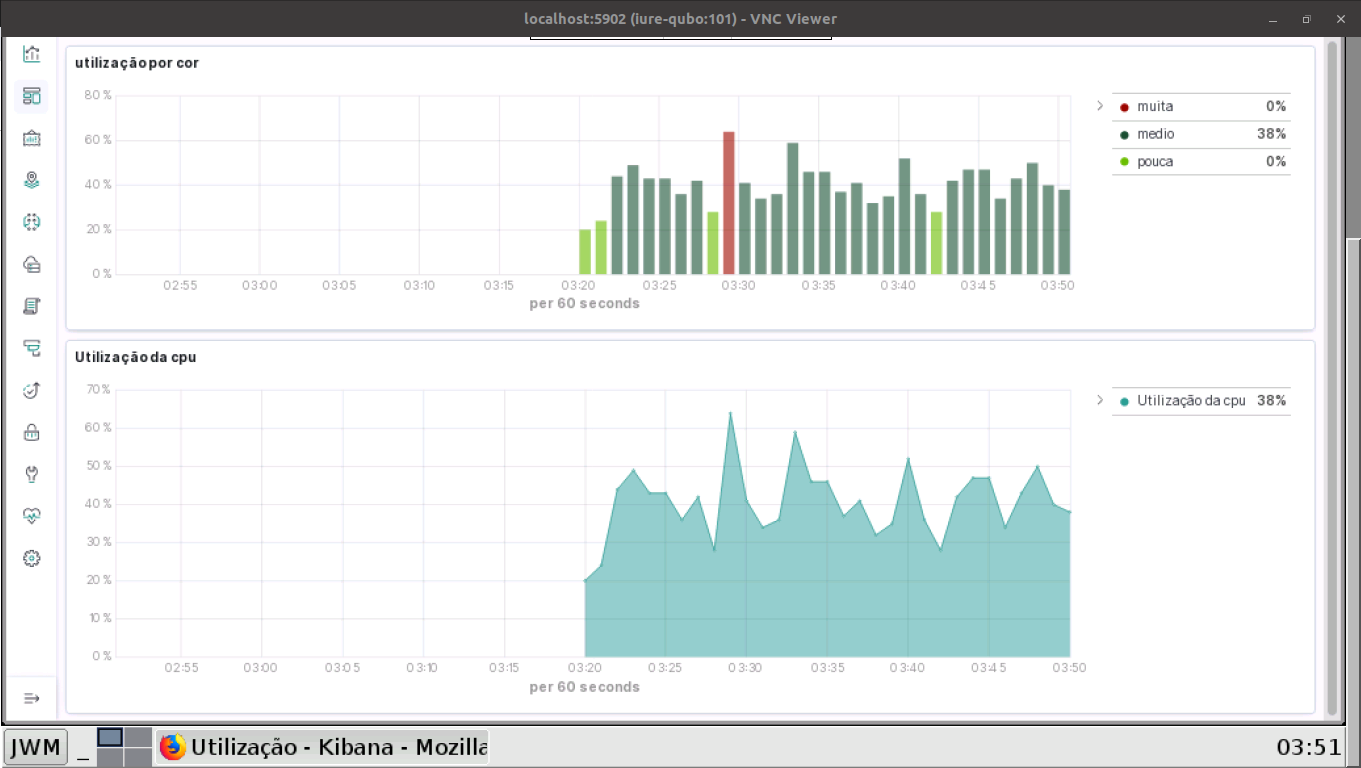 localhost:5902 (iure-qubo:101) - VNC Viewer
utilização por cor
80 %
60 %
40 %
20 %
0 %
02:55 03:00 03:05 03:10 03:15 03:20 03:25 03:30 03:35 03:40 03:45 03:50
per 60 seconds
muita 0%
medio 38%
pouca 0%
Utilização da cpu
70 %
60 %
50 %
40 %
30 %
20 %
10 %
0 %
02:55 03:00 03:05 03:10 03:15 03:20 03:25 03:30 03:35 03:40 03:45 03:50
per 60 seconds
Utilização da cpu 38%
JWM _ Utilização - Kibana - Mozilla 03:51